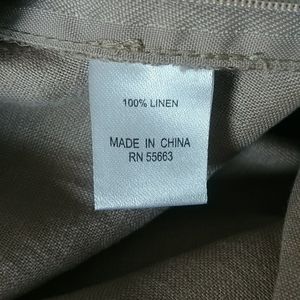 100% LINEN
MADE IN CHINA
RN 55663